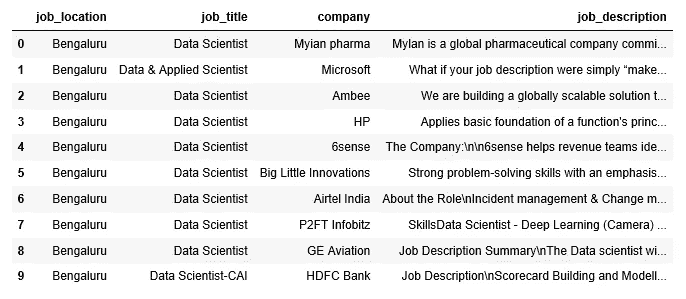 job_location job_title company job_description
0 Bengaluru Data Scientist Myian pharma Mylan is a global pharmaceutical company commi...
1 Bengaluru Data & Applied Scientist Microsoft What if your job description were simply “make...
2 Bengaluru Data Scientist Ambee We are building a globally scalable solution t...
3 Bengaluru Data Scientist HP Applies basic foundation of a function's princ...
4 Bengaluru Data Scientist 6sense The Company:\n\n6sense helps revenue teams ide...
5 Bengaluru Data Scientist Big Little Innovations Strong problem-solving skills with an emphasis...
6 Bengaluru Data Scientist Airtel India About the Role\nIncident management & Change m...
7 Bengaluru Data Scientist P2FT Infobitz SkillsData Scientist - Deep Learning (Camera) ...
8 Bengaluru Data Scientist GE Aviation Job Description Summary\nThe Data scientist wi...
9 Bengaluru Data Scientist-CAI HDFC Bank Job Description\nScorecard Building and Modell...